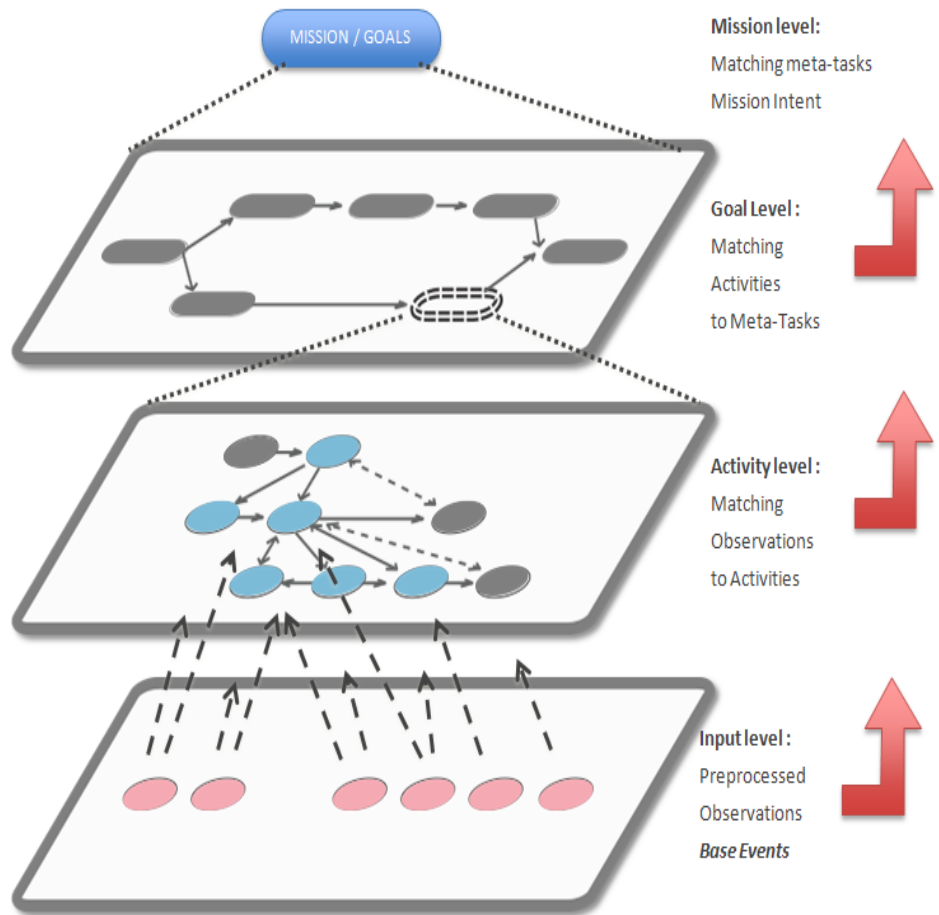 MISSION / GOALS
Mission level:
Matching meta-tasks
Mission Intent
Goal Level :
Matching
Activities
to Meta-Tasks
Activity level :
Matching
Observations
to Activities
Input level :
Preprocessed
Observations
Base Events